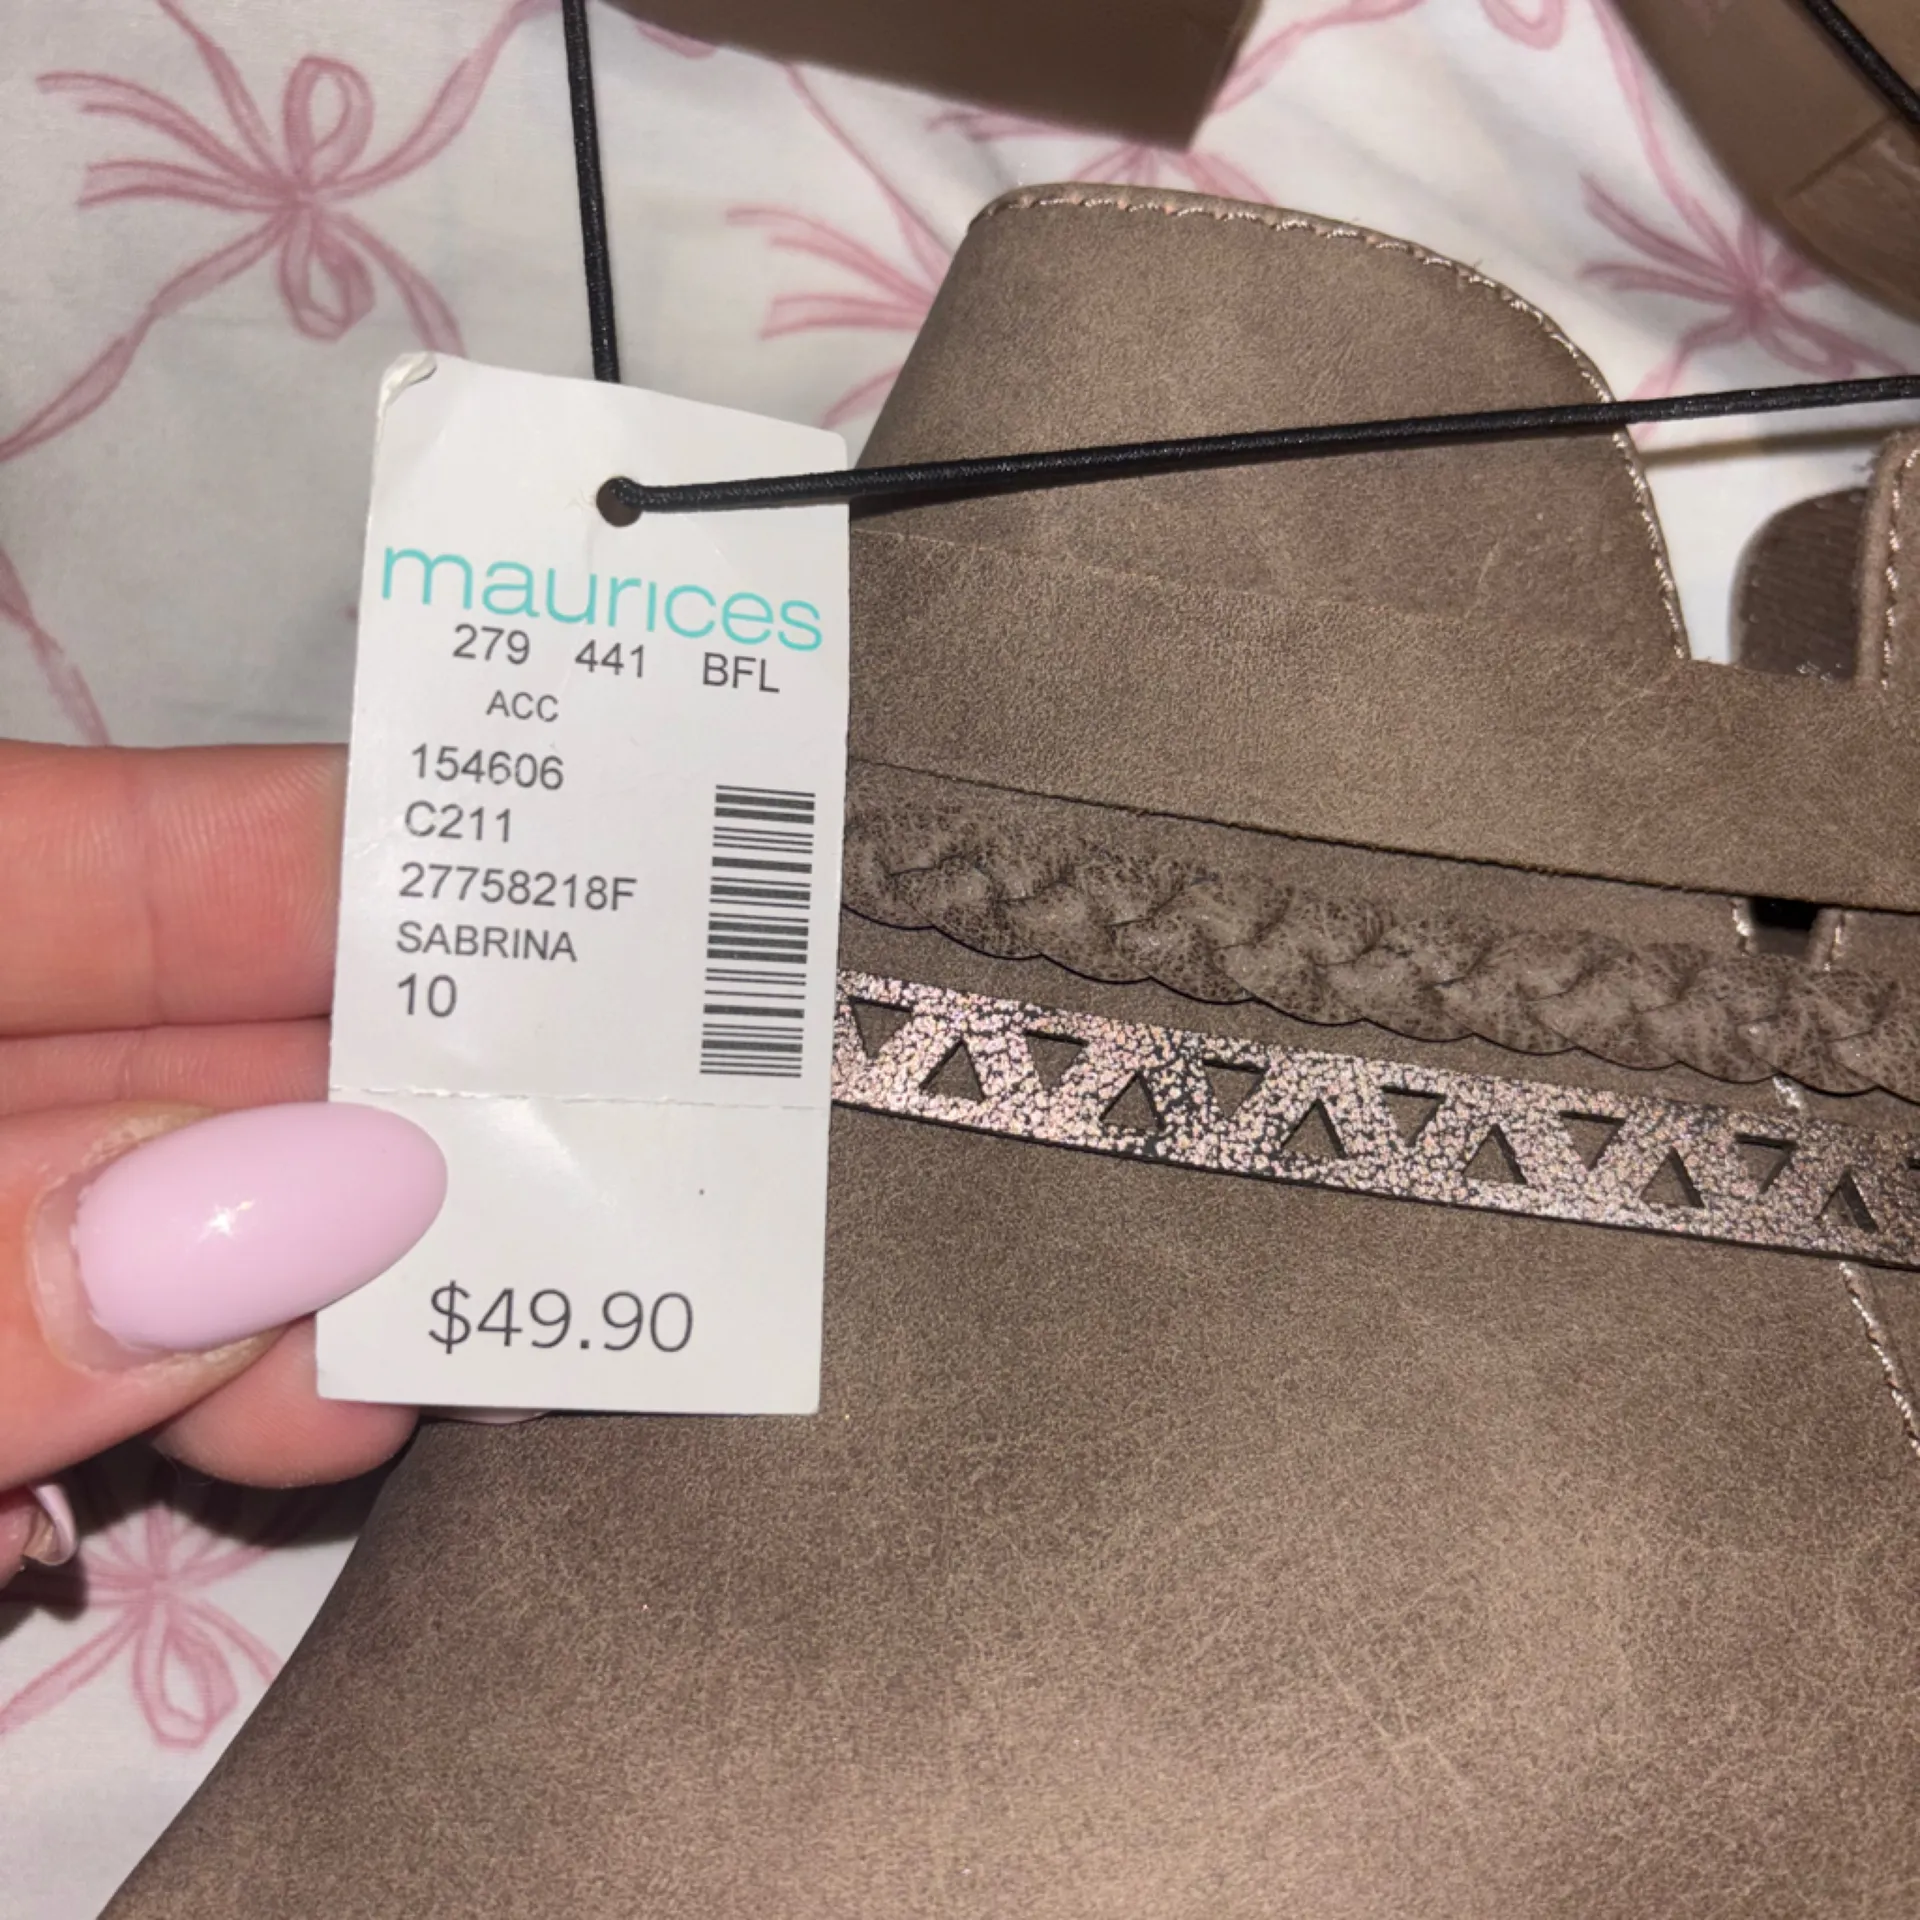 maurices
279 441 BFL
ACC
154606
C211
27758218F
SABRINA
10
$49.90